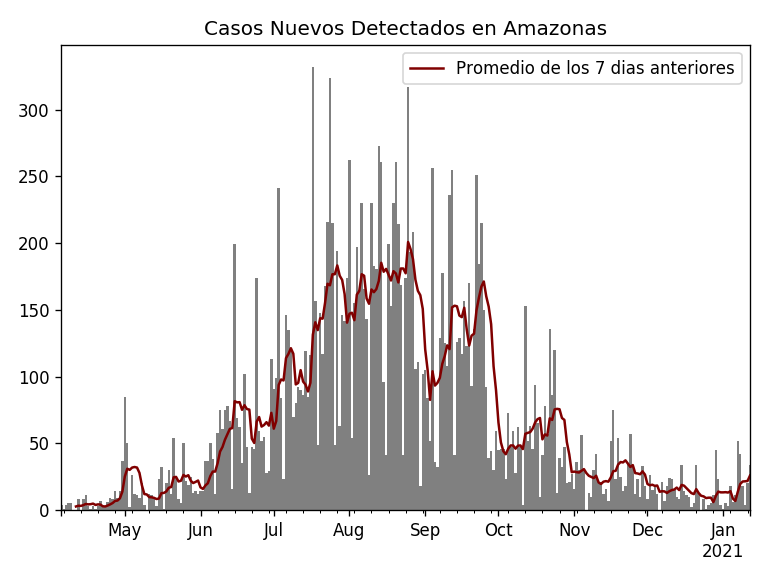 Casos Nuevos Detectados en Amazonas
Promedio de los 7 dias anteriores
300
250
200
150
100
50
0
May Jun Jul Aug Sep Oct Nov Dec Jan
2021